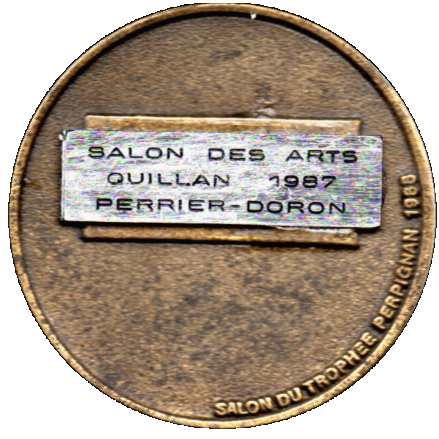 SALON DES ARTS
QUILLAN 1987
PERRIER-DORON
SALON DU TROPHEE PERPIGNAN 1986